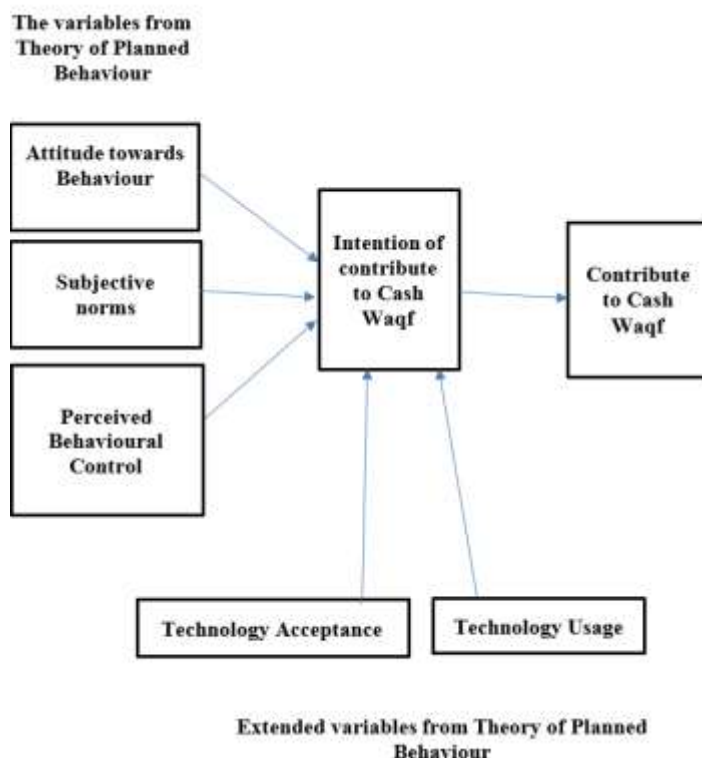 The variables from
Theory of Planned
Behaviour
Attitude towards
Behaviour
Subjective
norms
Perceived
Behavioural
Control
Intention of
contribute
to Cash
Waqf
Contribute
to Cash
Waqf
Technology Acceptance
Technology Usage
Extended variables from Theory of Planned
Behaviour